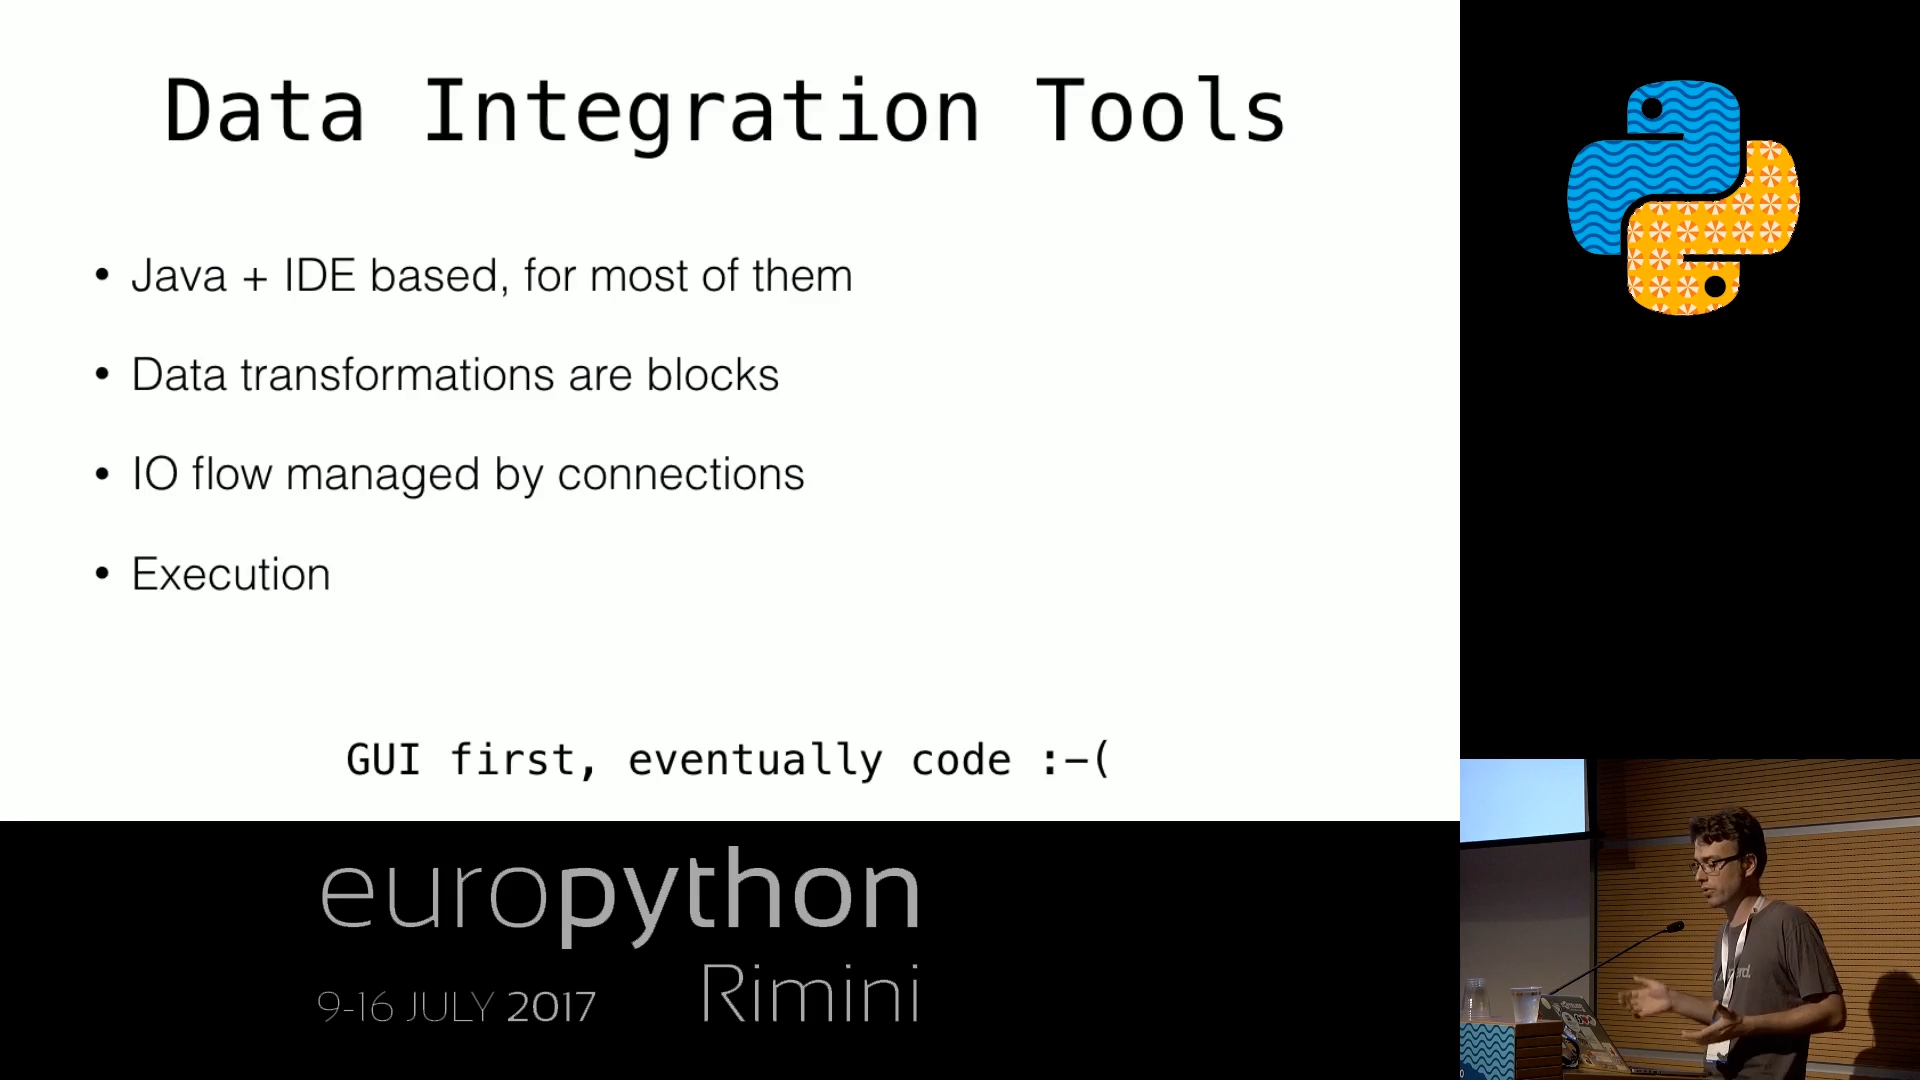 Data Integration Tools
• Java + IDE based, for most of them
• Data transformations are blocks
• IO flow managed by connections
• Execution
GUI first, eventually code :-(
europython
9-16 JULY 2017 Rimini